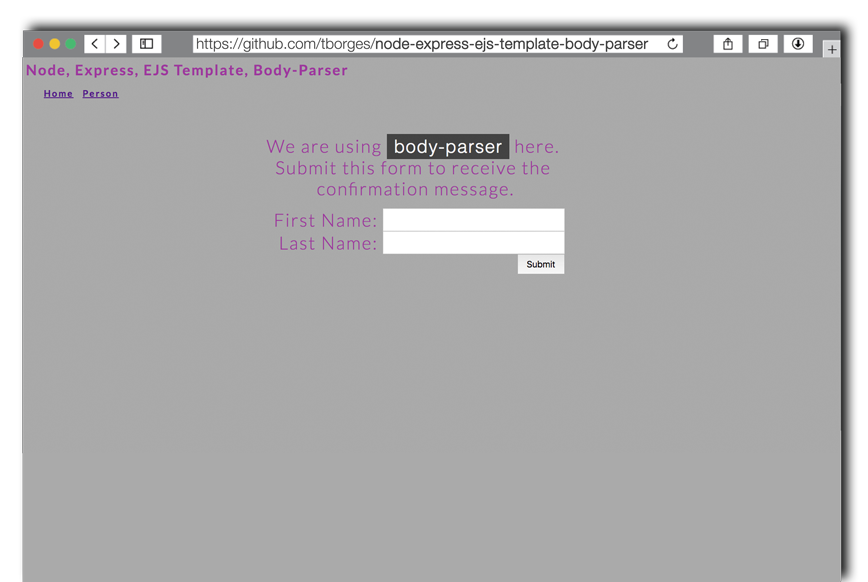 https://github.com/tborges/node-express-ejs-template-body-parser
Node, Express, EJS Template, Body-Parser
Home Person
We are using body-parser here.
Submit this form to receive the
confirmation message.
First Name:
Last Name:
Submit